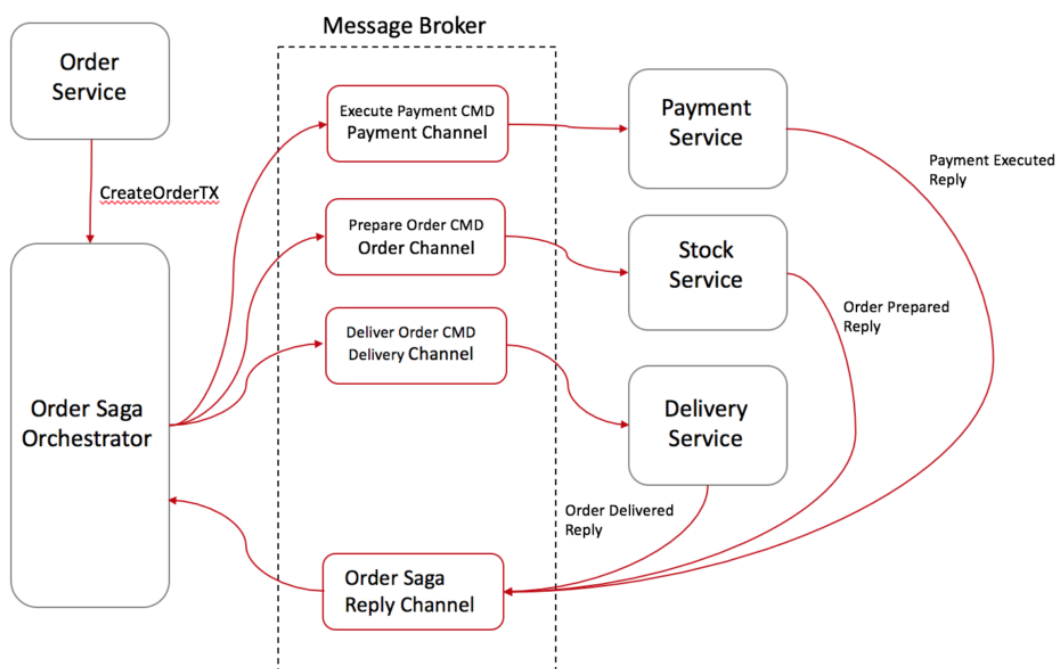 Message Broker
Order
Service
CreateOrderTX
Order Saga
Orchestrator
Execute Payment CMD
Payment Channel
Prepare Order CMD
Order Channel
Deliver Order CMD
Delivery Channel
Order Saga
Reply Channel
Payment
Service
Stock
Service
Delivery
Service
Payment Executed
Reply
Order Prepared
Reply
Order Delivered
Reply